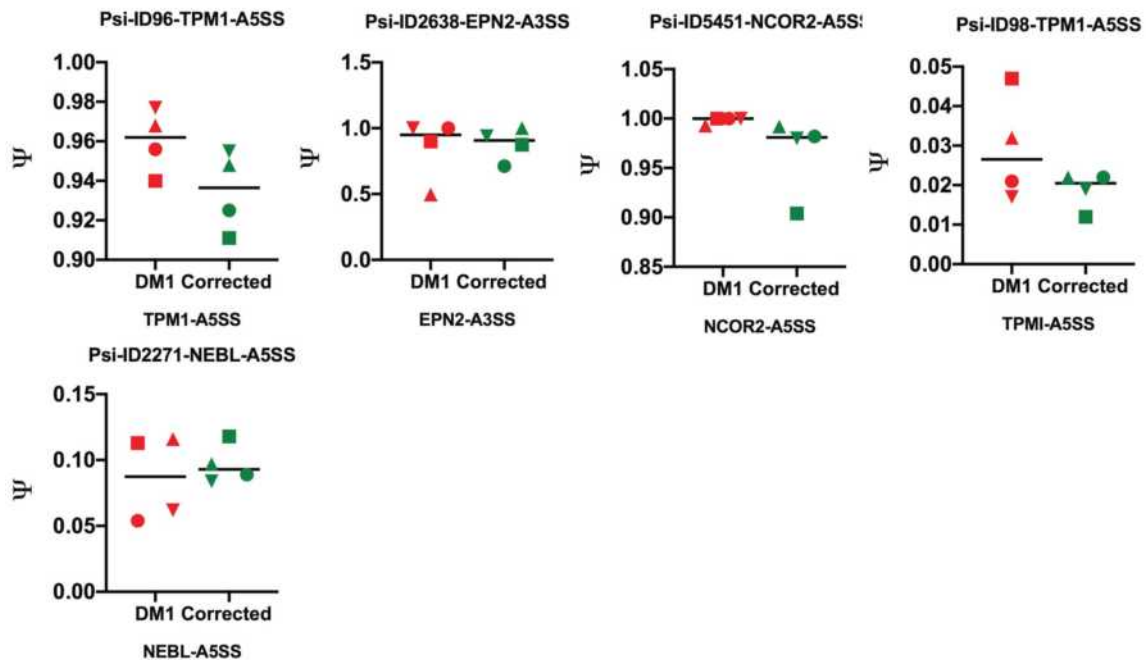 Psi-ID96-TPM1-A5SS
1.00
0.98
0.96
0.94
0.92
0.90
Ψ
DM1 Corrected
TPM1-A5SS
Psi-ID2638-EPN2-A3SS
1.5
1.0
0.5
0.0
Ψ
DM1 Corrected
EPN2-A3SS
Psi-ID5451-NCOR2-A5SS
1.05
1.00
0.95
0.90
0.85
Ψ
DM1 Corrected
NCOR2-A5SS
Psi-ID98-TPM1-A5SS
0.05
0.04
0.03
0.02
0.01
0.00
Ψ
DM1 Corrected
TPMI-A5SS
Psi-ID2271-NEBL-A5SS
0.15
0.10
0.05
0.00
Ψ
DM1 Corrected
NEBL-A5SS